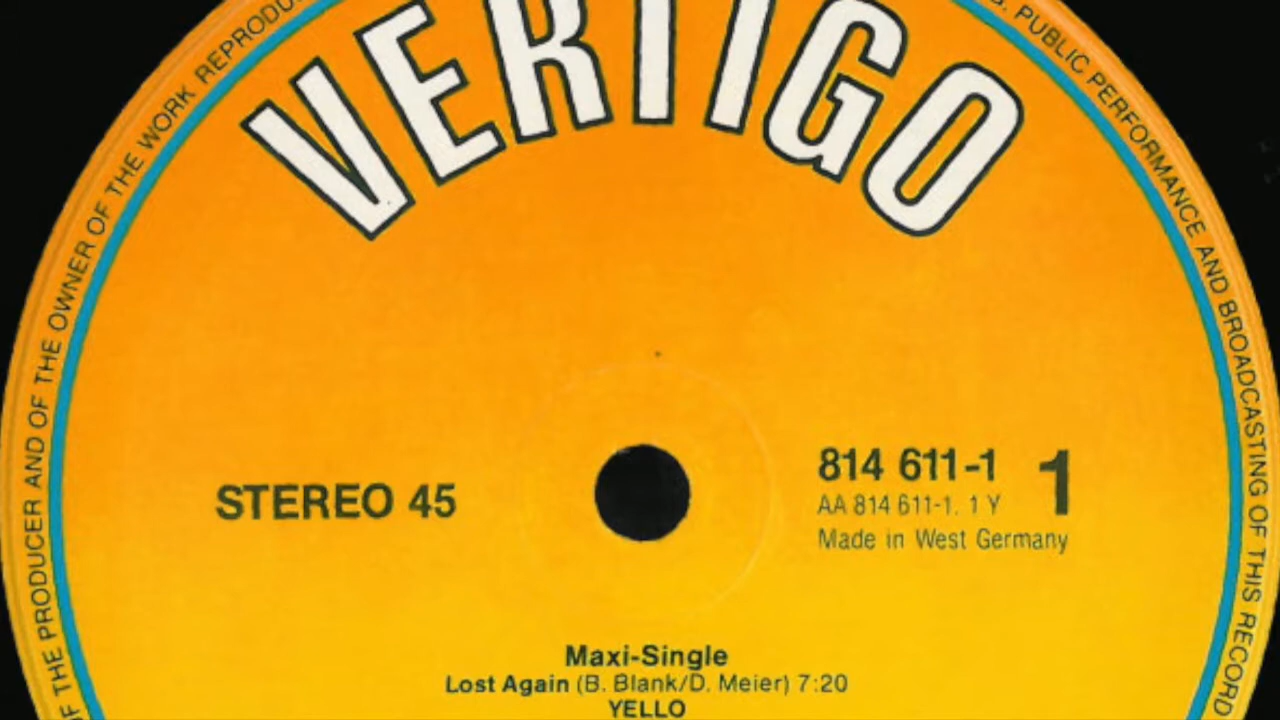 VERTIGO
OF THE PRODUCER AND OF THE OWNER OF THE WORK
PUBLIC PERFORMANCE AND BROADCASTING OF THIS RECORD
STEREO 45
814 611-1 1
AA 814 611-1. 1 Y
Made in West Germany
Maxi-Single
Lost Again (B. Blank/D. Meier) 7:20
YELLO